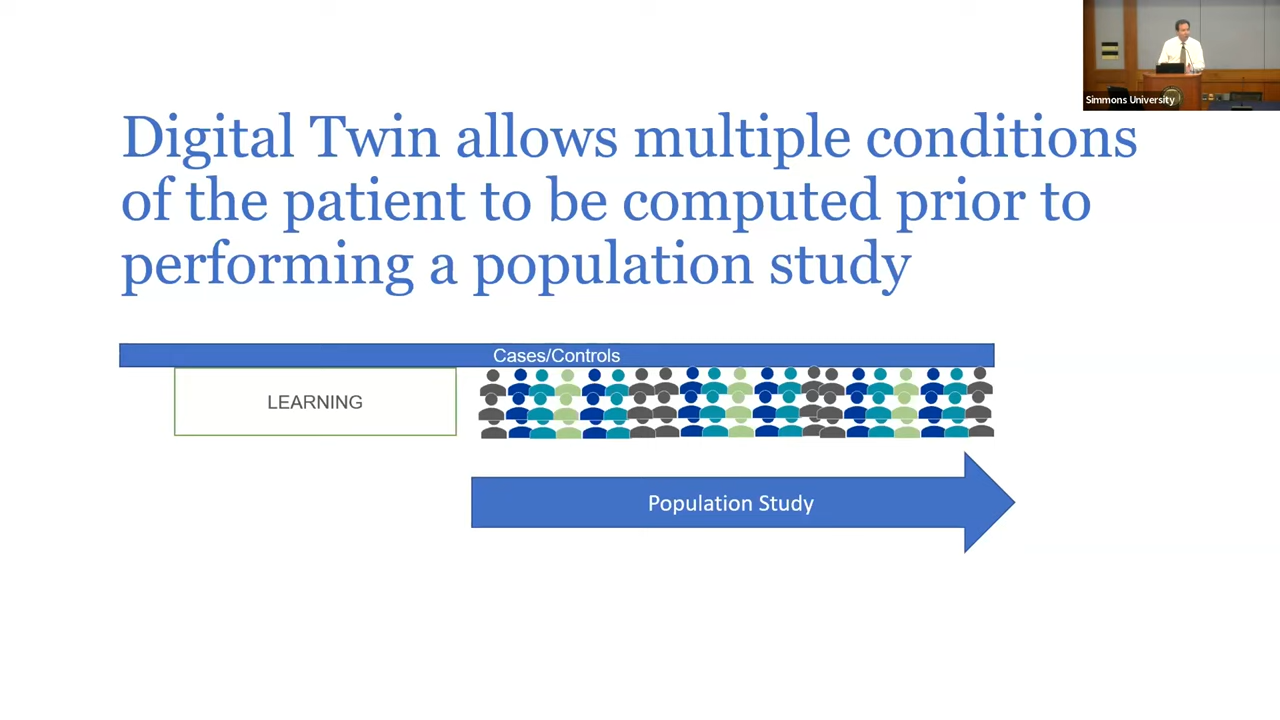 Simmons University
Digital Twin allows multiple conditions
of the patient to be computed prior to
performing a population study
Cases/Controls
LEARNING
Population Study